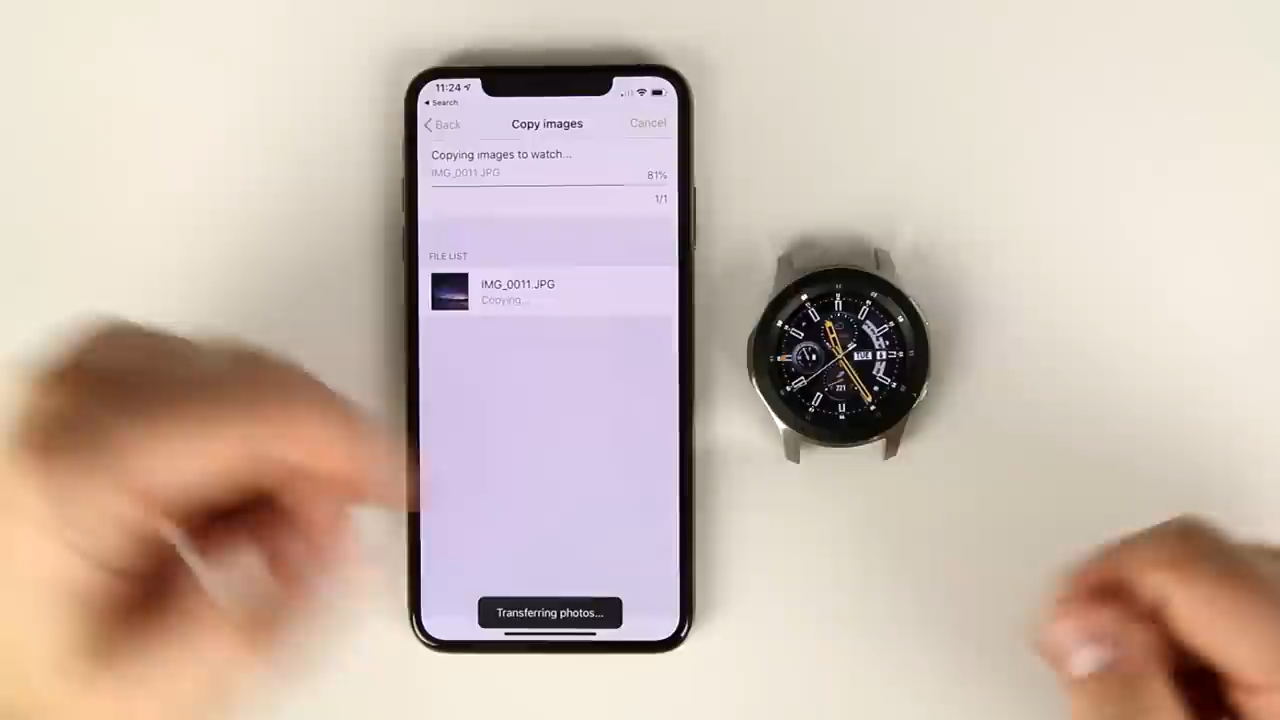 11:24
Search
Back
Copy images
Cancel
Copying images to watch...
IMG_0011.JPG
81%
1/1
FILE LIST
IMG_0011.JPG
Copying...
TUE
Transferring photos...